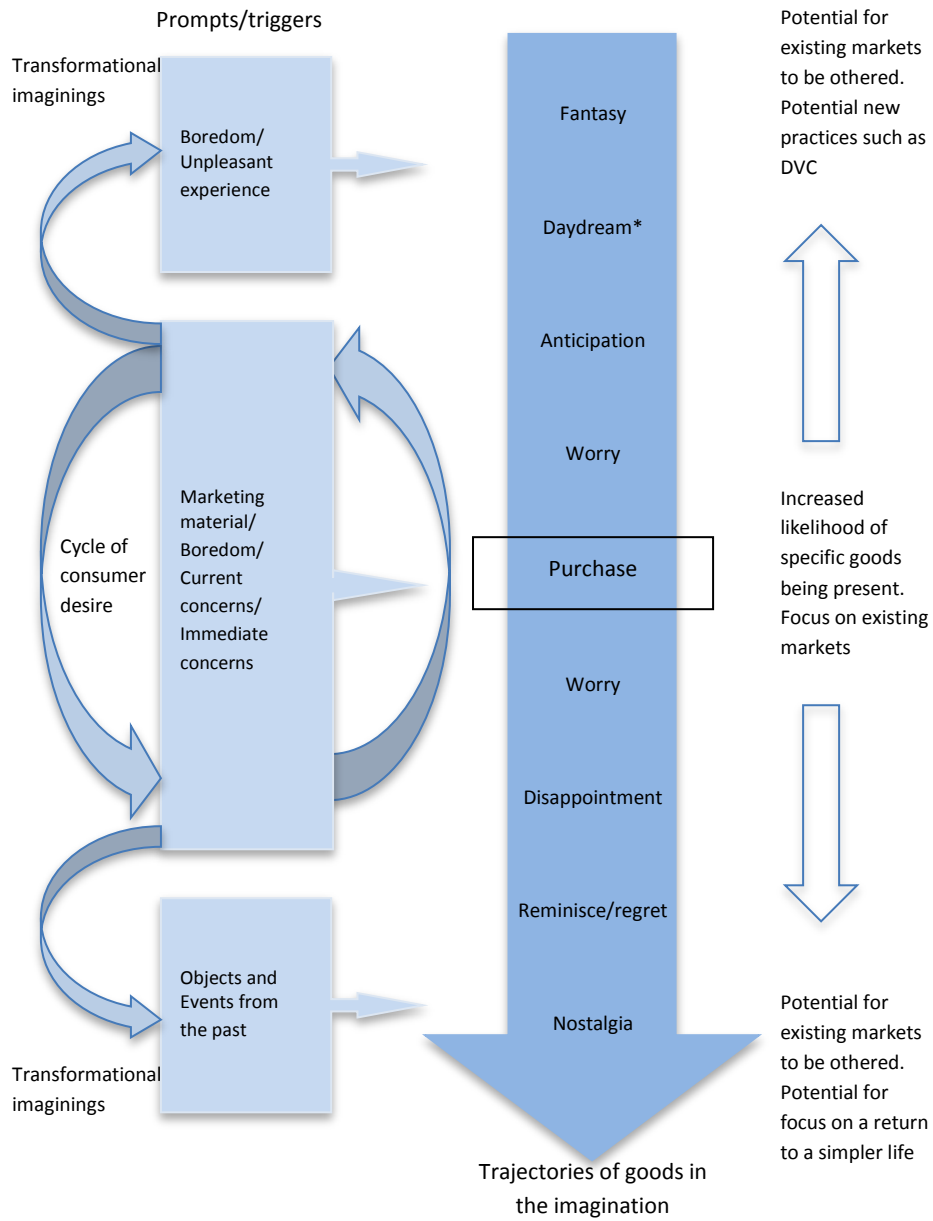 Prompts/triggers
Transformational
imaginings
Boredom/
Unpleasant
experience
Marketing
material/
Boredom/
Current
concerns/
Immediate
concerns
Cycle of
consumer
desire
Objects and
Events from
the past
Transformational
imaginings
Fantasy
Daydream*
Anticipation
Worry
Purchase
Worry
Disappointment
Reminisce/regret
Nostalgia
Trajectories of goods in
the imagination
Potential for
existing markets
to be othered.
Potential new
practices such as
DVC
Increased
likelihood of
specific goods
being present.
Focus on existing
markets
Potential for
existing markets
to be othered.
Potential for
focus on a return
to a simpler life